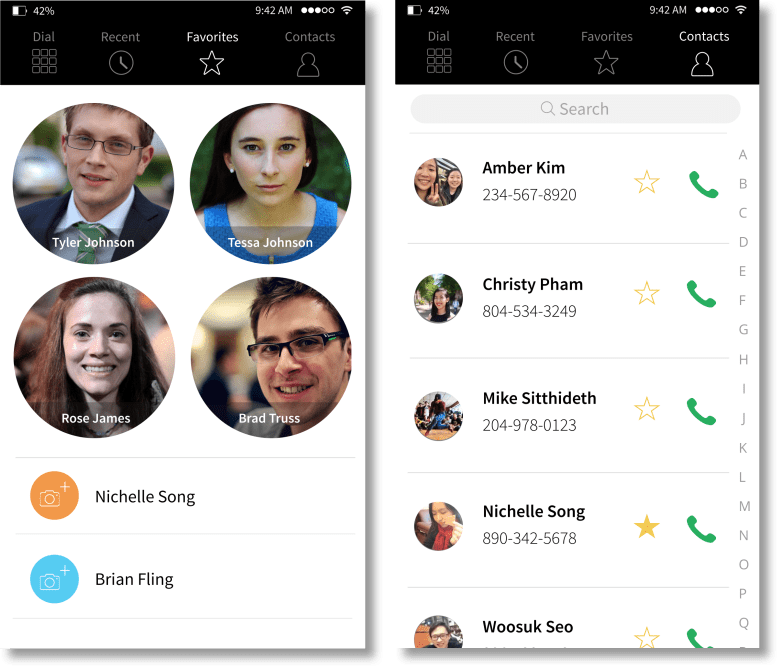 42%
9:42 AM
Dial
Recent
Favorites
Contacts
Tyler Johnson
Tessa Johnson
Rose James
Brad Truss
Nichelle Song
Brian Fling
42%
9:42 AM
Dial
Recent
Favorites
Contacts
Search
Amber Kim
234-567-8920
Christy Pham
804-534-3249
Mike Sitthideth
204-978-0123
Nichelle Song
890-342-5678
Woosuk Seo
A
B
C
D
E
F
G
H
I
J
K
L
M
N
O
P
Q